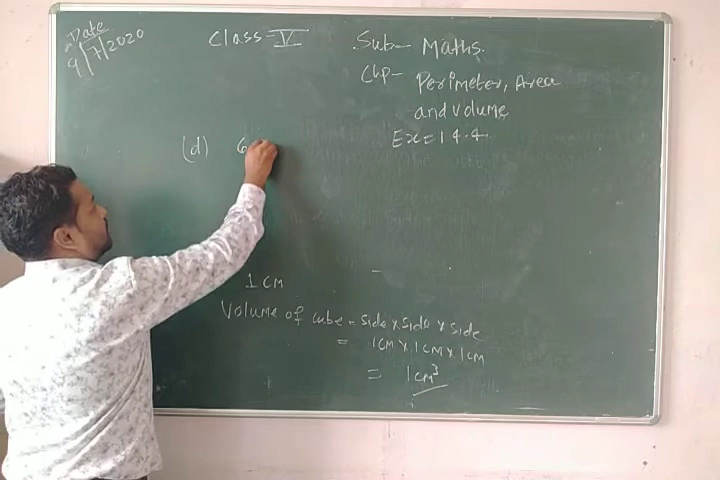 Date
9/7/2020
Class-V
Sub- Maths.
Chp- Perimeter, Area
and volume
Ex=14.4
(d) 6
1 CM
Volume of cube = side x side x side
= 1CM x 1CM x 1CM
= 1CM³